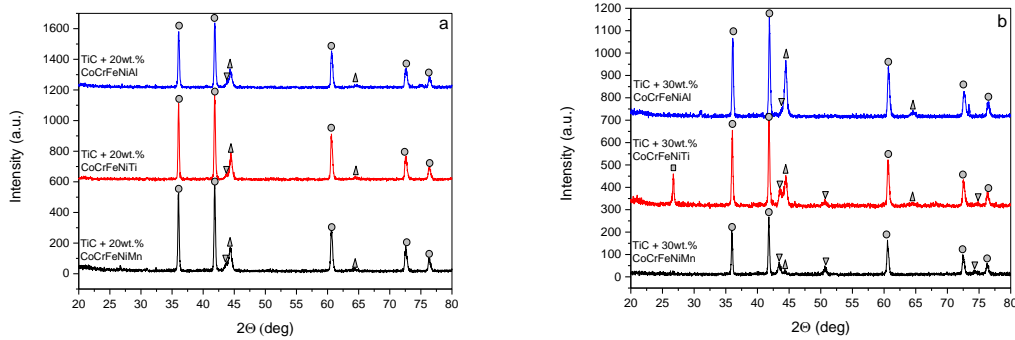 a
1600
1400
1200
1000
800
600
400
200
0
Intensity (a.u.)
TiC + 20wt.%
CoCrFeNiAl
TiC + 20wt.%
CoCrFeNiTi
TiC + 20wt.%
CoCrFeNiMn
20 25 30 35 40 45 50 55 60 65 70 75 80
2Θ (deg)
b
1200
1100
1000
900
800
700
600
500
400
300
200
100
0
Intensity (a.u.)
TiC + 30wt.%
CoCrFeNiAl
TiC + 30wt.%
CoCrFeNiTi
TiC + 30wt.%
CoCrFeNiMn
20 25 30 35 40 45 50 55 60 65 70 75 80
2Θ (deg)